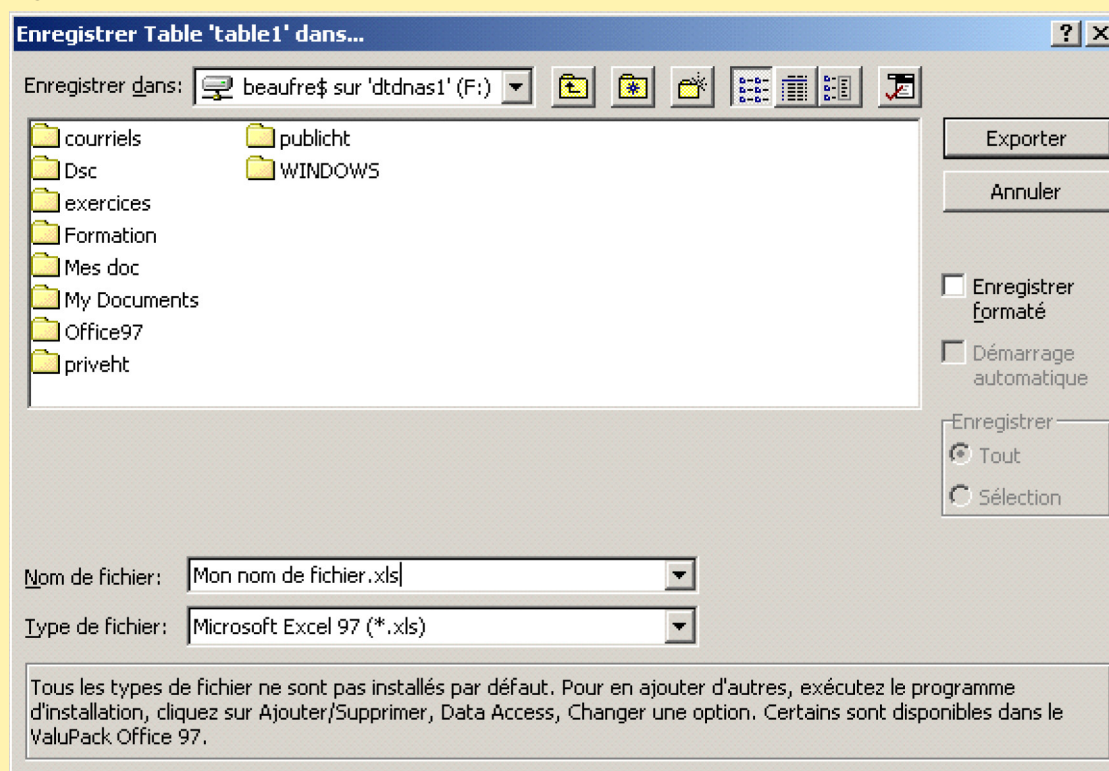 Enregistrer Table 'table1' dans...
Enregistrer dans: beaufre$ sur 'dtdnas1' (F:)
courriels
Dsc
exercices
Formation
Mes doc
My Documents
Office97
priveht
publicht
WINDOWS
Exporter
Annuler
Enregistrer
formaté
Démarrage
automatique
Enregistrer
Tout
Sélection
Nom de fichier: Mon nom de fichier.xls
Type de fichier: Microsoft Excel 97 (*.xls)
Tous les types de fichier ne sont pas installés par défaut. Pour en ajouter d'autres, exécutez le programme
d'installation, cliquez sur Ajouter/Supprimer, Data Access, Changer une option. Certains sont disponibles dans le
ValuPack Office 97.